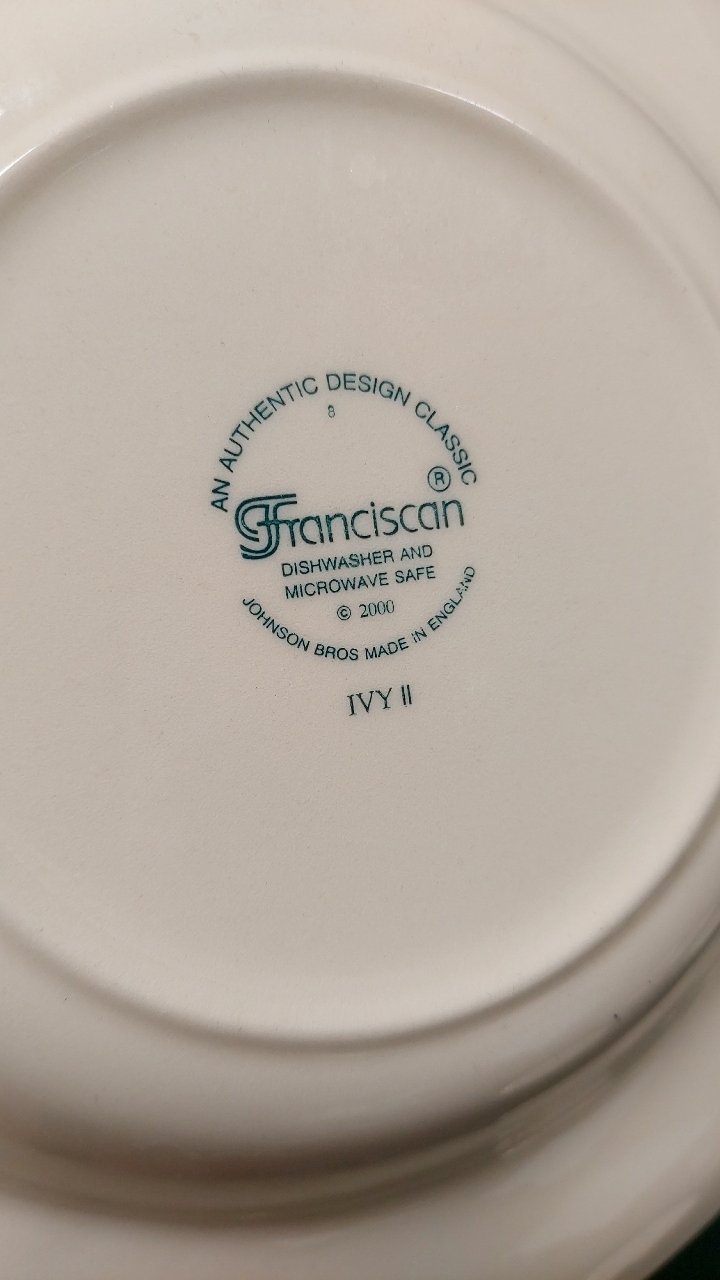 AN AUTHENTIC DESIGN CLASSIC
8
®
Franciscan
DISHWASHER AND
MICROWAVE SAFE
© 2000
JOHNSON BROS MADE IN ENGLAND
IVY II